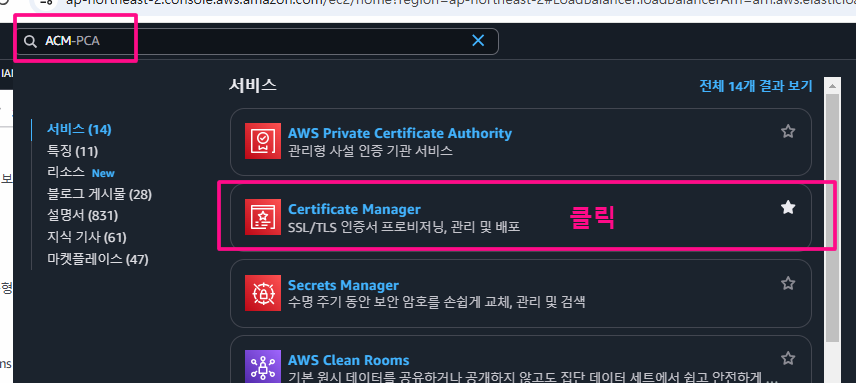 ap-northeast-2.console.aws.amazon.com/ec2/home?region=ap-northeast-2#LoadBalancer:loadBalancerArn=arn:aws:elasticloa
ACM-PCA
IAI
서비스
전체 14개 결과 보기
서비스 (14)
특징 (11)
리소스 New
블로그 게시물 (28)
설명서 (831)
지식 기사 (61)
마켓플레이스 (47)
보
형
ms
AWS Private Certificate Authority
관리형 사설 인증 기관 서비스
Certificate Manager
SSL/TLS 인증서 프로비저닝, 관리 및 배포
클릭
Secrets Manager
수명 주기 동안 보안 암호를 손쉽게 교체, 관리 및 검색
AWS Clean Rooms
기본 원시 데이터를 공유하거나 공개하지 않고도 집단 데이터 세트에서 쉽고 안전하게 ...